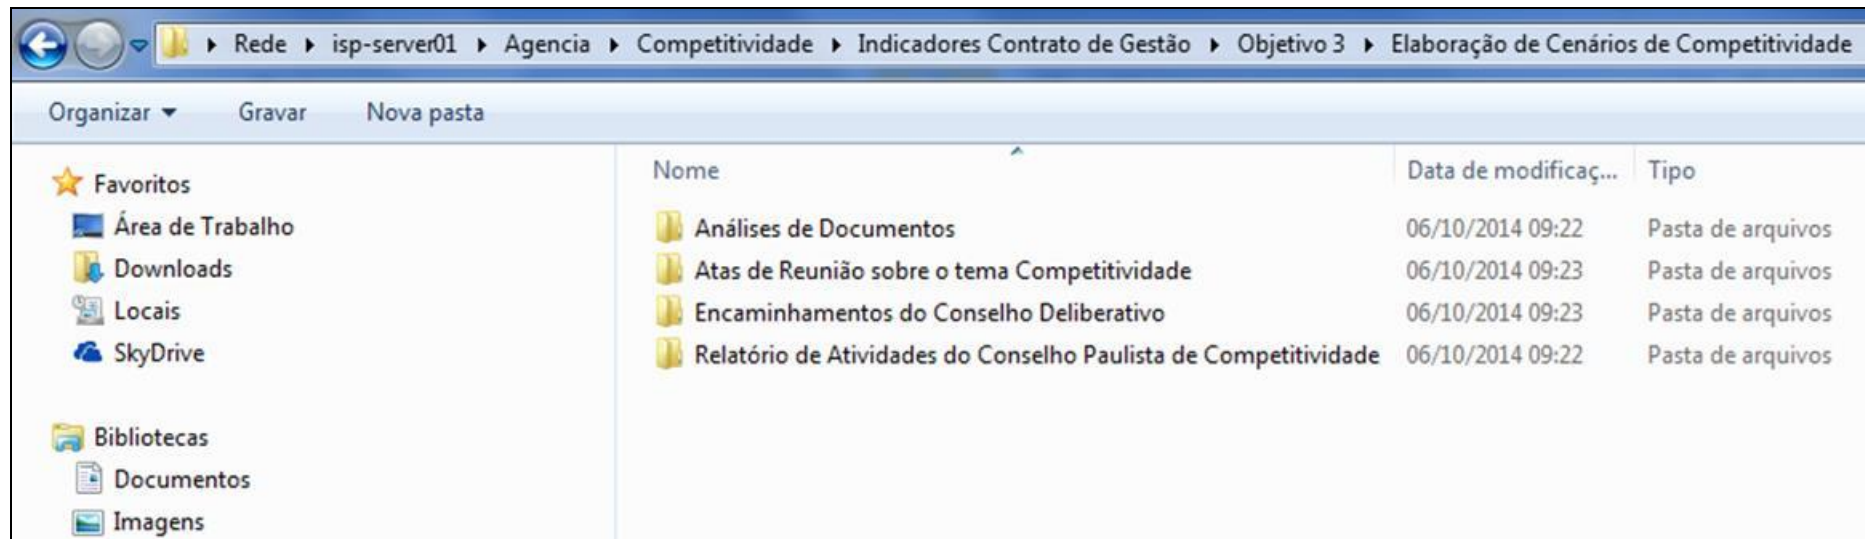 Rede ▸ isp-server01 ▸ Agencia ▸ Competitividade ▸ Indicadores Contrato de Gestão ▸ Objetivo 3 ▸ Elaboração de Cenários de Competitividade
Organizar Gravar Nova pasta
Favoritos
Área de Trabalho
Downloads
Locais
SkyDrive
Bibliotecas
Documentos
Imagens
Nome Data de modificaç... Tipo
Análises de Documentos 06/10/2014 09:22 Pasta de arquivos
Atas de Reunião sobre o tema Competitividade 06/10/2014 09:23 Pasta de arquivos
Encaminhamentos do Conselho Deliberativo 06/10/2014 09:23 Pasta de arquivos
Relatório de Atividades do Conselho Paulista de Competitividade 06/10/2014 09:22 Pasta de arquivos